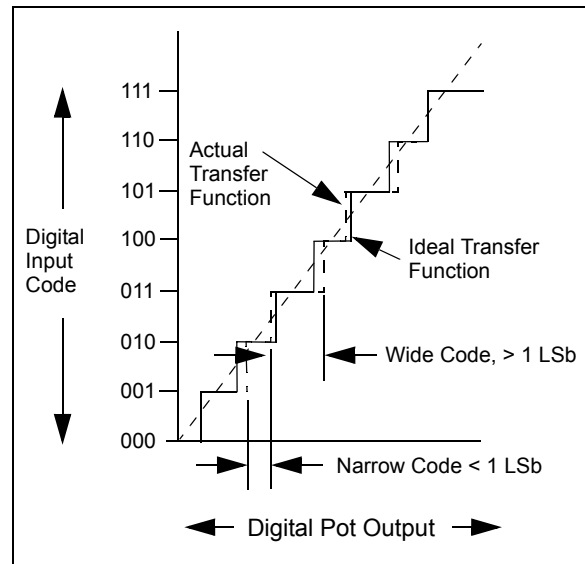 111
110
101
100
011
010
001
000
Digital
Input
Code
Actual
Transfer
Function
Ideal Transfer
Function
Wide Code, > 1 LSb
Narrow Code < 1 LSb
Digital Pot Output